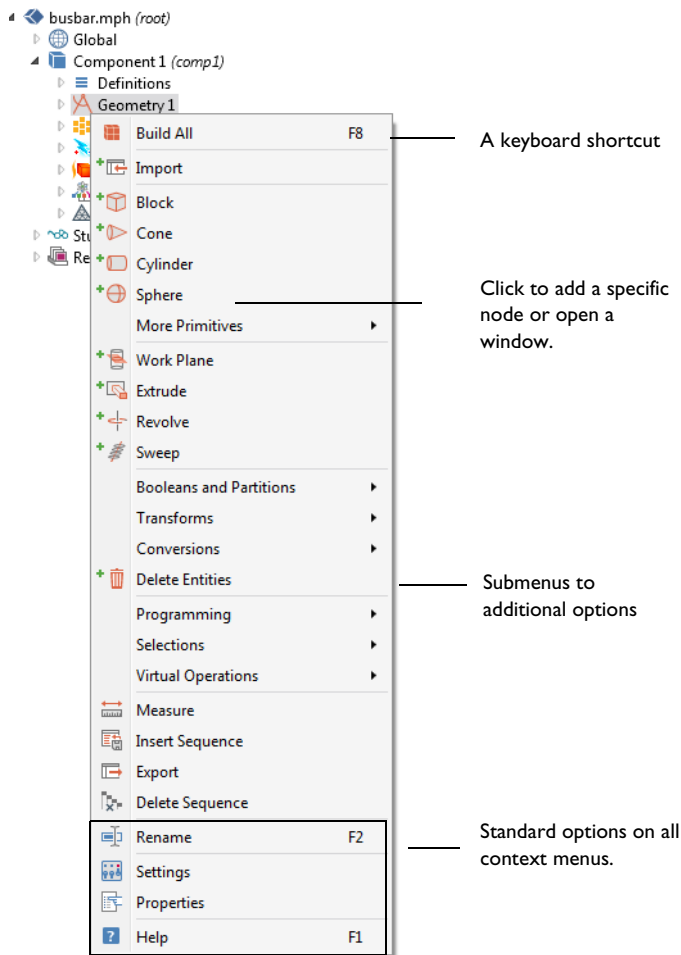 busbar.mph (root)
Global
Component 1 (comp1)
Definitions
Geometry 1
Build All F8
A keyboard shortcut
Import
Block
Cone
Cylinder
Sphere
Click to add a specific
node or open a
window.
More Primitives
Work Plane
Extrude
Revolve
Sweep
Booleans and Partitions
Transforms
Conversions
Delete Entities
Submenus to
additional options
Programming
Selections
Virtual Operations
Measure
Insert Sequence
Export
Delete Sequence
Rename F2
Standard options on all
context menus.
Settings
Properties
Help F1